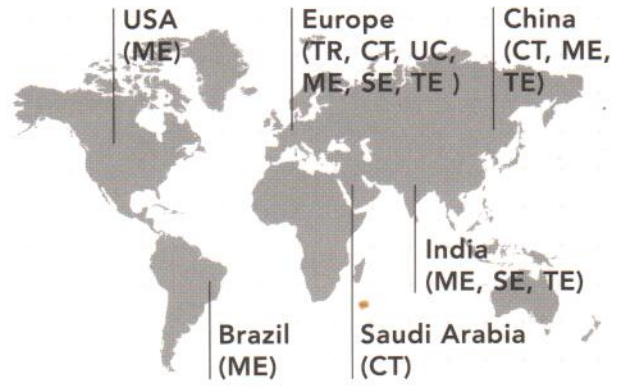 USA
(ME)
Europe
(TR, CT, UC,
ME, SE, TE )
China
(CT, ME,
TE)
India
(ME, SE, TE)
Brazil
(ME)
Saudi Arabia
(CT)